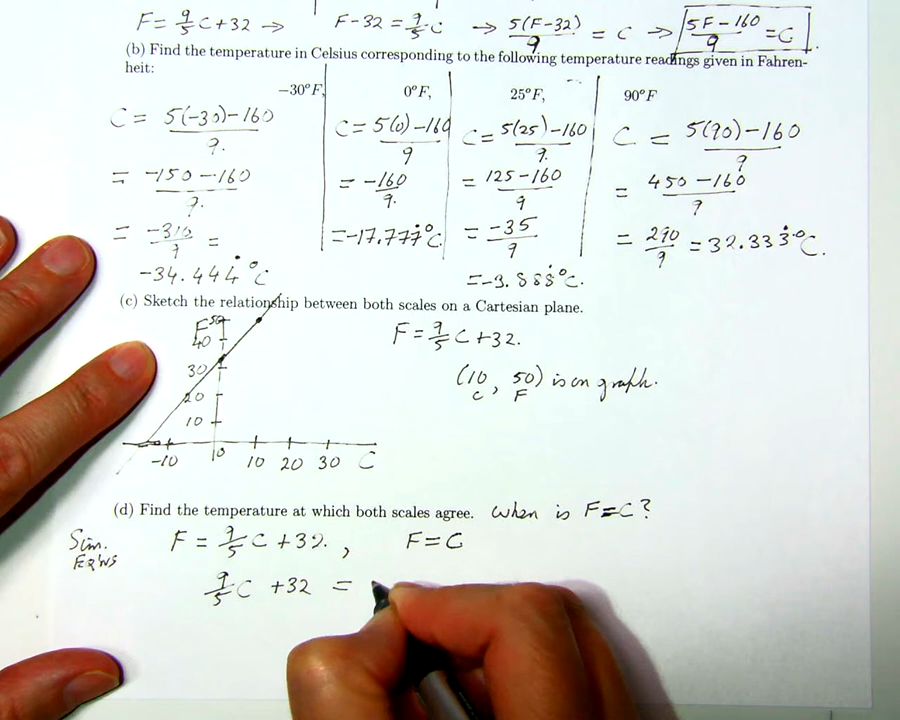 F = 9/5 C + 32 → F - 32 = 9/5 C → 5(F-32)/9 = C → 5F-160/9 = C.
(b) Find the temperature in Celsius corresponding to the following temperature readings given in Fahren-
heit:
−30°F, 0°F, 25°F, 90°F
C = 5(-30)-160/9. C = 5(0)-160/9 C = 5(25)-160/9. C = 5(90)-160/9
= -150-160/9. = -160/9. = 125-160/9 = 450-160/9
= -310/9 = = -17.777̇°C = -35/9 = 290/9 = 32.333̇°C.
-34.444̇°C = -3.888̇°C.
(c) Sketch the relationship between both scales on a Cartesian plane.
F 50 F = 9/5 C + 32.
40
30 (10, 50) is on graph.
C F
20
10
-10 0 10 20 30 C
(d) Find the temperature at which both scales agree. When is F=C?
Sim. F = 9/5 C + 32, F = C
EQ'NS
9/5 C + 32 =